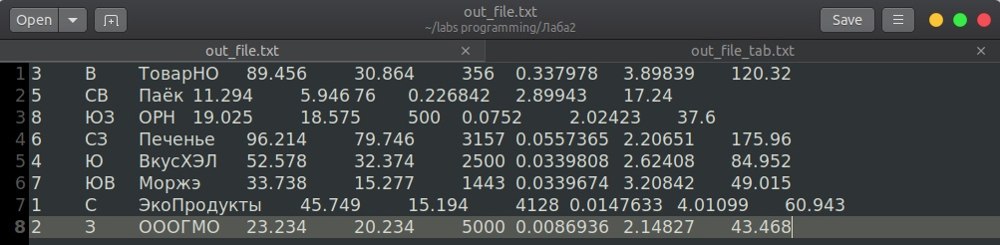 Open
out_file.txt
~/labs programming/Лаба2
Save
out_file.txt × out_file_tab.txt ×
1 3 В ТоварНО 89.456 30.864 356 0.337978 3.89839 120.32
2 5 СВ Паёк 11.294 5.946 76 0.226842 2.89943 17.24
3 8 ЮЗ ОРН 19.025 18.575 500 0.0752 2.02423 37.6
4 6 СЗ Печенье 96.214 79.746 3157 0.0557365 2.20651 175.96
5 4 Ю ВкусХЭЛ 52.578 32.374 2500 0.0339808 2.62408 84.952
6 7 ЮВ Моржэ 33.738 15.277 1443 0.0339674 3.20842 49.015
7 1 С ЭкоПродукты 45.749 15.194 4128 0.0147633 4.01099 60.943
8 2 З ОООГМО 23.234 20.234 5000 0.0086936 2.14827 43.468